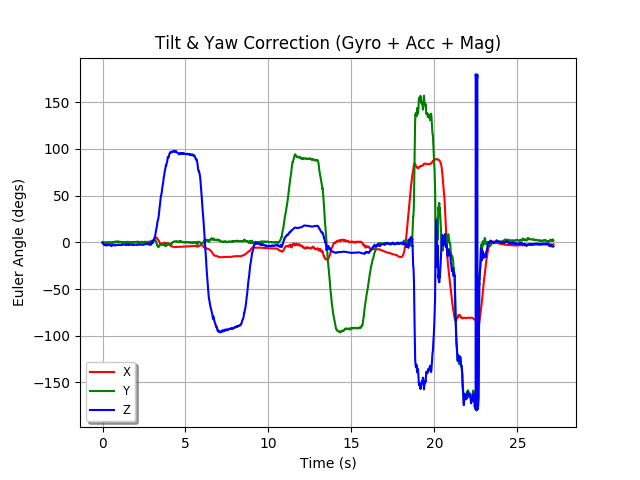 Tilt & Yaw Correction (Gyro + Acc + Mag)
Euler Angle (degs)
150
100
50
0
−50
−100
−150
X
Y
Z
0 5 10 15 20 25
Time (s)